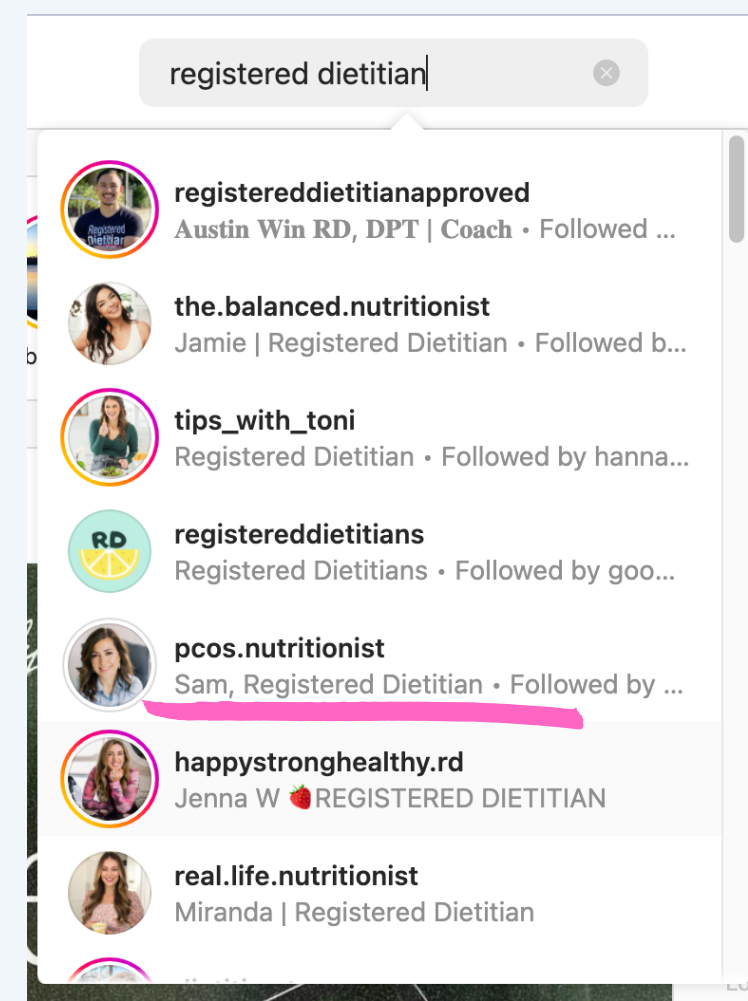 registered dietitian
registereddietitianapproved
Austin Win RD, DPT | Coach • Followed ...
the.balanced.nutritionist
Jamie | Registered Dietitian • Followed b...
tips_with_toni
Registered Dietitian • Followed by hanna...
RD
registereddietitians
Registered Dietitians • Followed by goo...
pcos.nutritionist
Sam, Registered Dietitian • Followed by ...
happystronghealthy.rd
Jenna W 🍓REGISTERED DIETITIAN
real.life.nutritionist
Miranda | Registered Dietitian